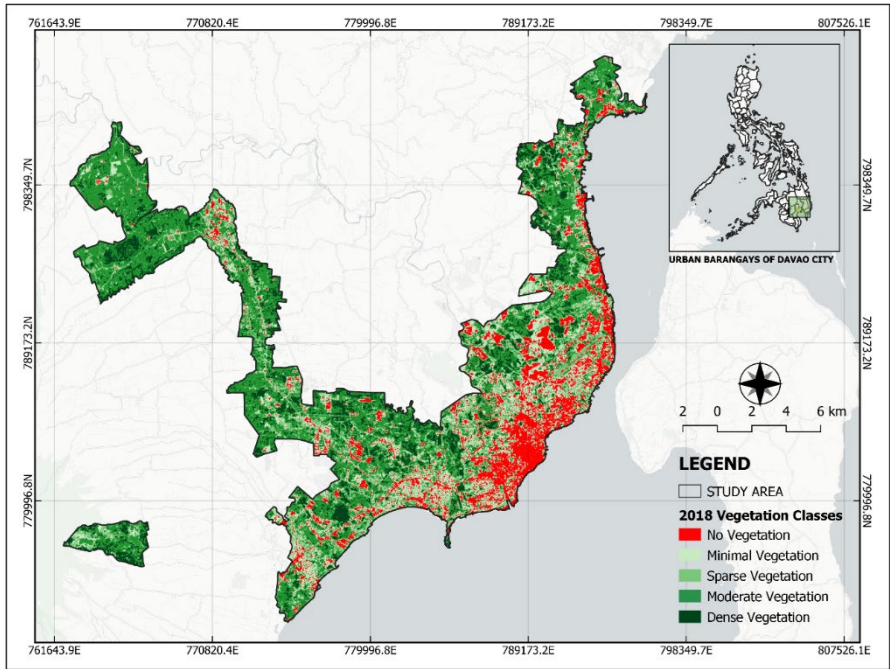 761643.9E 770820.4E 779996.8E 789173.2E 798349.7E 807526.1E
798349.7N 798349.7N
789173.2N 789173.2N
779996.8N 779996.8N
URBAN BARANGAYS OF DAVAO CITY
2 0 2 4 6 km
LEGEND
STUDY AREA
2018 Vegetation Classes
No Vegetation
Minimal Vegetation
Sparse Vegetation
Moderate Vegetation
Dense Vegetation
761643.9E 770820.4E 779996.8E 789173.2E 798349.7E 807526.1E